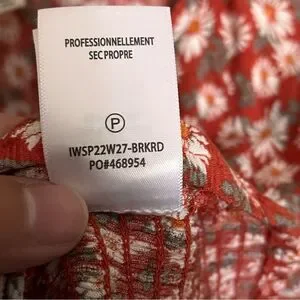 PROFESSIONNELLEMENT
SEC PROPRE
P
IWSP22W27-BRKRD
PO#468954